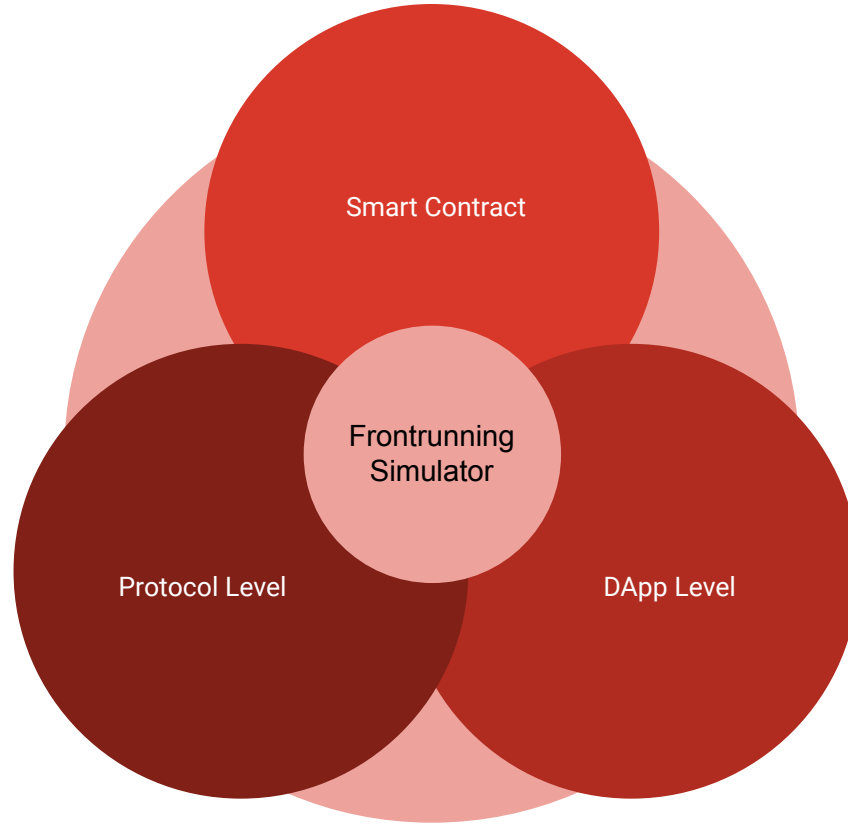 Smart Contract
Frontrunning
Simulator
Protocol Level
DApp Level